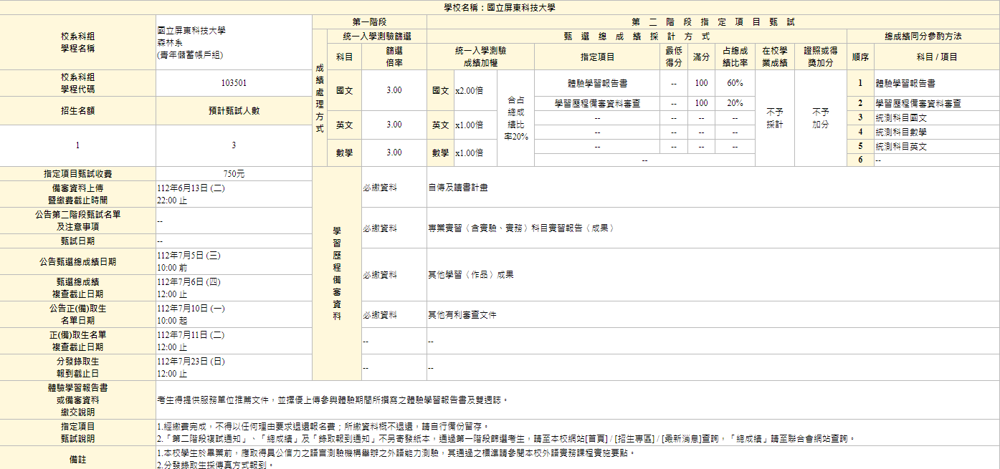 學校名稱：國立屏東科技大學
校系科組
學程名稱
國立屏東科技大學
森林系
(青年儲蓄帳戶組)
第一階段
第 二 階 段 指 定 項 目 甄 試
成績處理方式
統一入學測驗篩選
甄 選 總 成 績 採 計 方 式
總成績同分參酌方法
科目
篩選
倍率
統一入學測驗
成績加權
指定項目
最低
得分
滿分
占總成
績比率
在校學
業成績
證照或得
獎加分
順序
科目 / 項目
校系科組
學程代碼
103501
國文
3.00
國文
x2.00倍
合占
總成
績比
率20%
體驗學習報告書
--
100
60%
不予
採計
不予
加分
1
體驗學習報告書
招生名額
預計甄試人數
學習歷程備審資料審查
--
100
20%
2
學習歷程備審資料審查
英文
3.00
英文
x1.00倍
--
--
--
--
3
統測科目國文
1
3
--
--
--
--
4
統測科目數學
數學
3.00
數學
x1.00倍
--
--
--
--
5
統測科目英文
--
6
--
指定項目甄試收費
750元
學習歷程備審資料
必繳資料
自傳及讀書計畫
備審資料上傳
暨繳費截止時間
112年6月13日 (二)
22:00 止
公告第二階段甄試名單
及注意事項
--
必繳資料
專業實習（含實驗、實務）科目實習報告（成果）
甄試日期
--
公告甄選總成績日期
112年7月5日 (三)
10:00 前
必繳資料
其他學習（作品）成果
甄選總成績
複查截止日期
112年7月6日 (四)
12:00 止
公告正(備)取生
名單日期
112年7月10日 (一)
10:00 起
必繳資料
其他有利審查文件
正(備)取生名單
複查截止日期
112年7月11日 (二)
12:00 止
--
--
分發錄取生
報到截止日
112年7月23日 (日)
12:00 止
--
--
體驗學習報告書
或備審資料
繳交說明
考生得提供服務單位推薦文件，並擇優上傳參與體驗期間所撰寫之體驗學習報告書及雙週誌。
指定項目
甄試說明
1.經繳費完成，不得以任何理由要求退還報名費；所繳資料概不退還，請自行備份留存。
2.「第二階段複試通知」、「總成績」及「錄取報到通知」不另寄發紙本，通過第一階段篩選考生，請至本校網站[首頁] / [招生專區] / [最新消息]查詢，「總成績」請至聯合會網站查詢。
備註
1.本校學生於畢業前，應取得具公信力之語言測驗機構舉辦之外語能力測驗，其通過之標準請參閱本校外語實務課程實施要點。
2.分發錄取生採傳真方式報到。